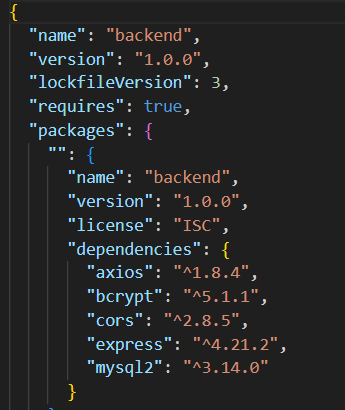 {
"name": "backend",
"version": "1.0.0",
"lockfileVersion": 3,
"requires": true,
"packages": {
"": {
"name": "backend",
"version": "1.0.0",
"license": "ISC",
"dependencies": {
"axios": "^1.8.4",
"bcrypt": "^5.1.1",
"cors": "^2.8.5",
"express": "^4.21.2",
"mysql2": "^3.14.0"
}